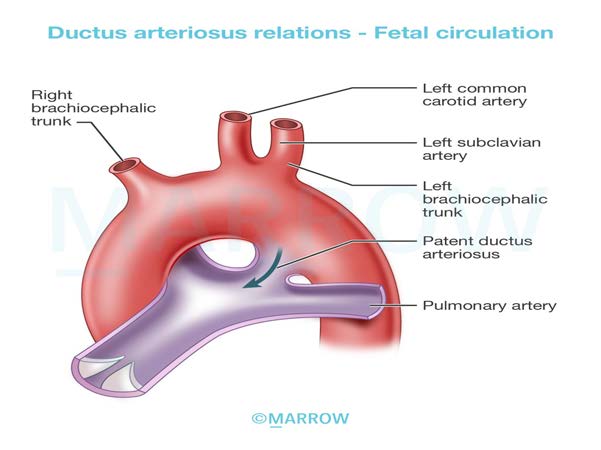 Ductus arteriosus relations - Fetal circulation
Right
brachiocephalic
trunk
Left common
carotid artery
Left subclavian
artery
Left
brachiocephalic
trunk
Patent ductus
arteriosus
Pulmonary artery
MARROW
©MARROW